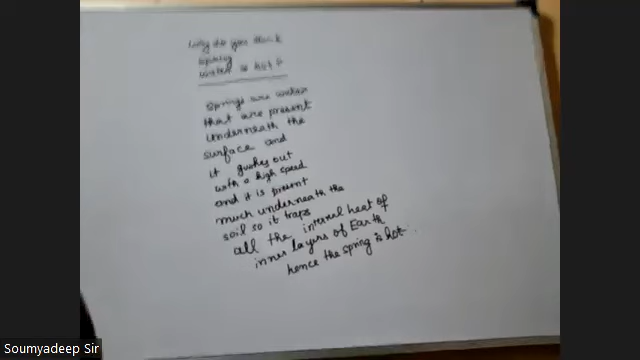 Why do you think
spring
water is hot?
Springs are water
that are present
underneath the
surface and
it gushes out
with a high speed
and it is present
much underneath the
soil so it traps
all the internal heat of
inner layers of Earth
hence the spring is hot.
Soumyadeep Sir